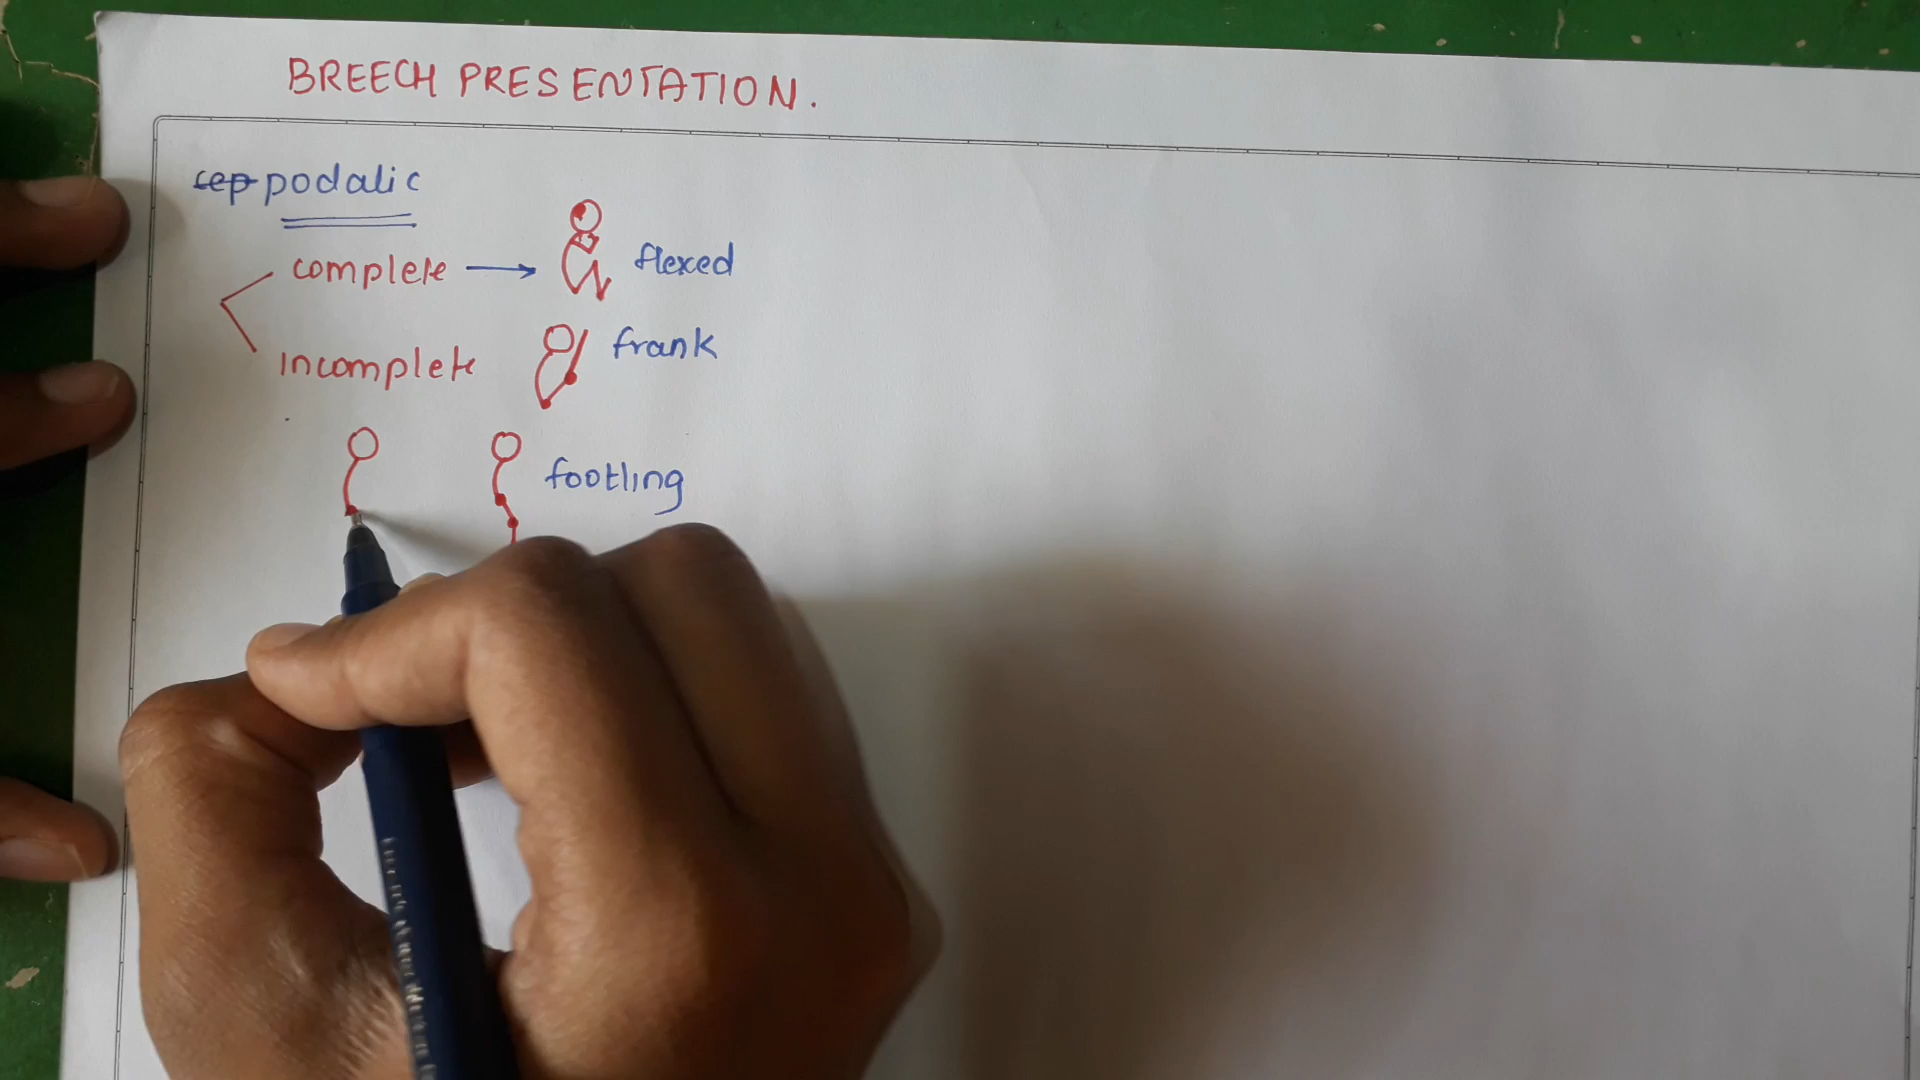 BREECH PRESENTATION.
cep podalic
complete → flexed
incomplete frank
footling